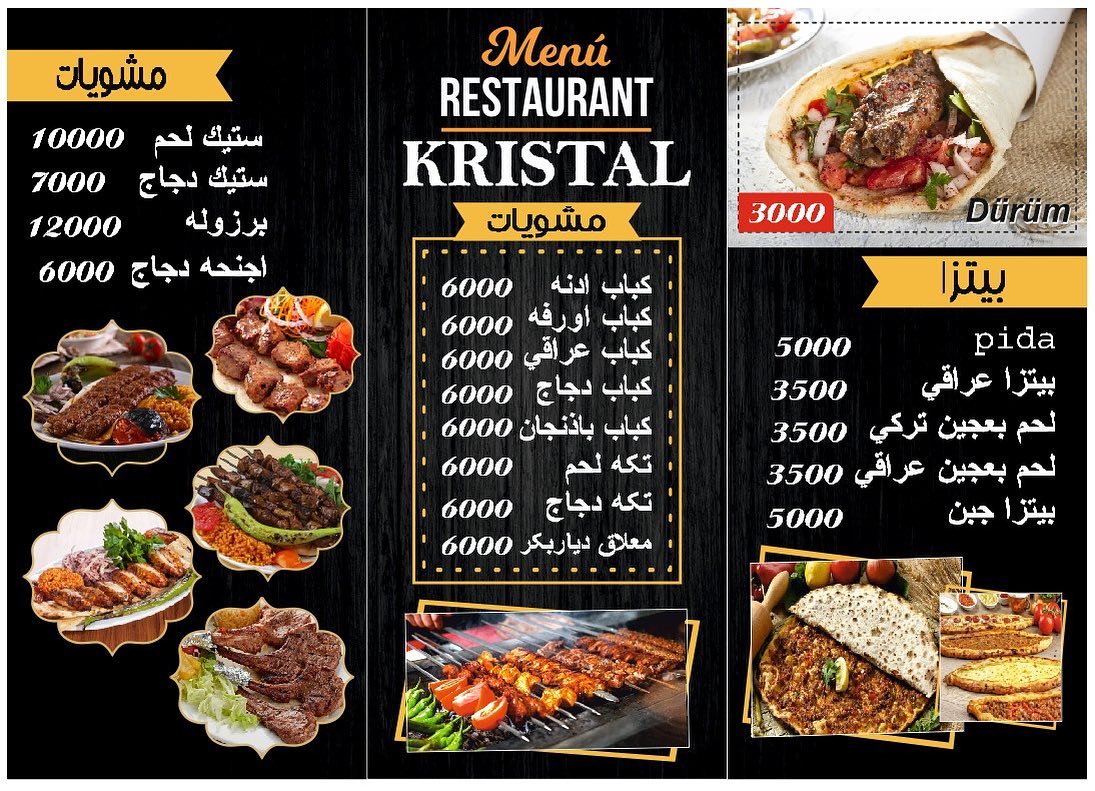 مشويات
ستيك لحم 10000
ستيك دجاج 7000
برزوله 12000
اجنحه دجاج 6000
Menú
RESTAURANT
KRISTAL
مشويات
كباب ادنه 6000
كباب اورفه 6000
كباب عراقي 6000
كباب دجاج 6000
كباب باذنجان 6000
تكه لحم 6000
تكه دجاج 6000
معلاق دياربكر 6000
3000 Dürüm
بيتزا
pida 5000
بيتزا عراقي 3500
لحم بعجين تركي 3500
لحم بعجين عراقي 3500
بيتزا جبن 5000